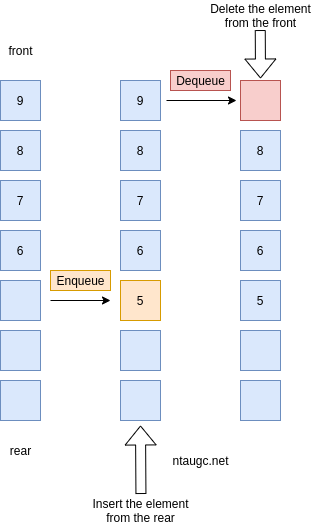 Delete the element
from the front
front
Dequeue
9
9
8
8
8
7
7
7
6
6
6
Enqueue
5
5
rear
ntaugc.net
Insert the element
from the rear